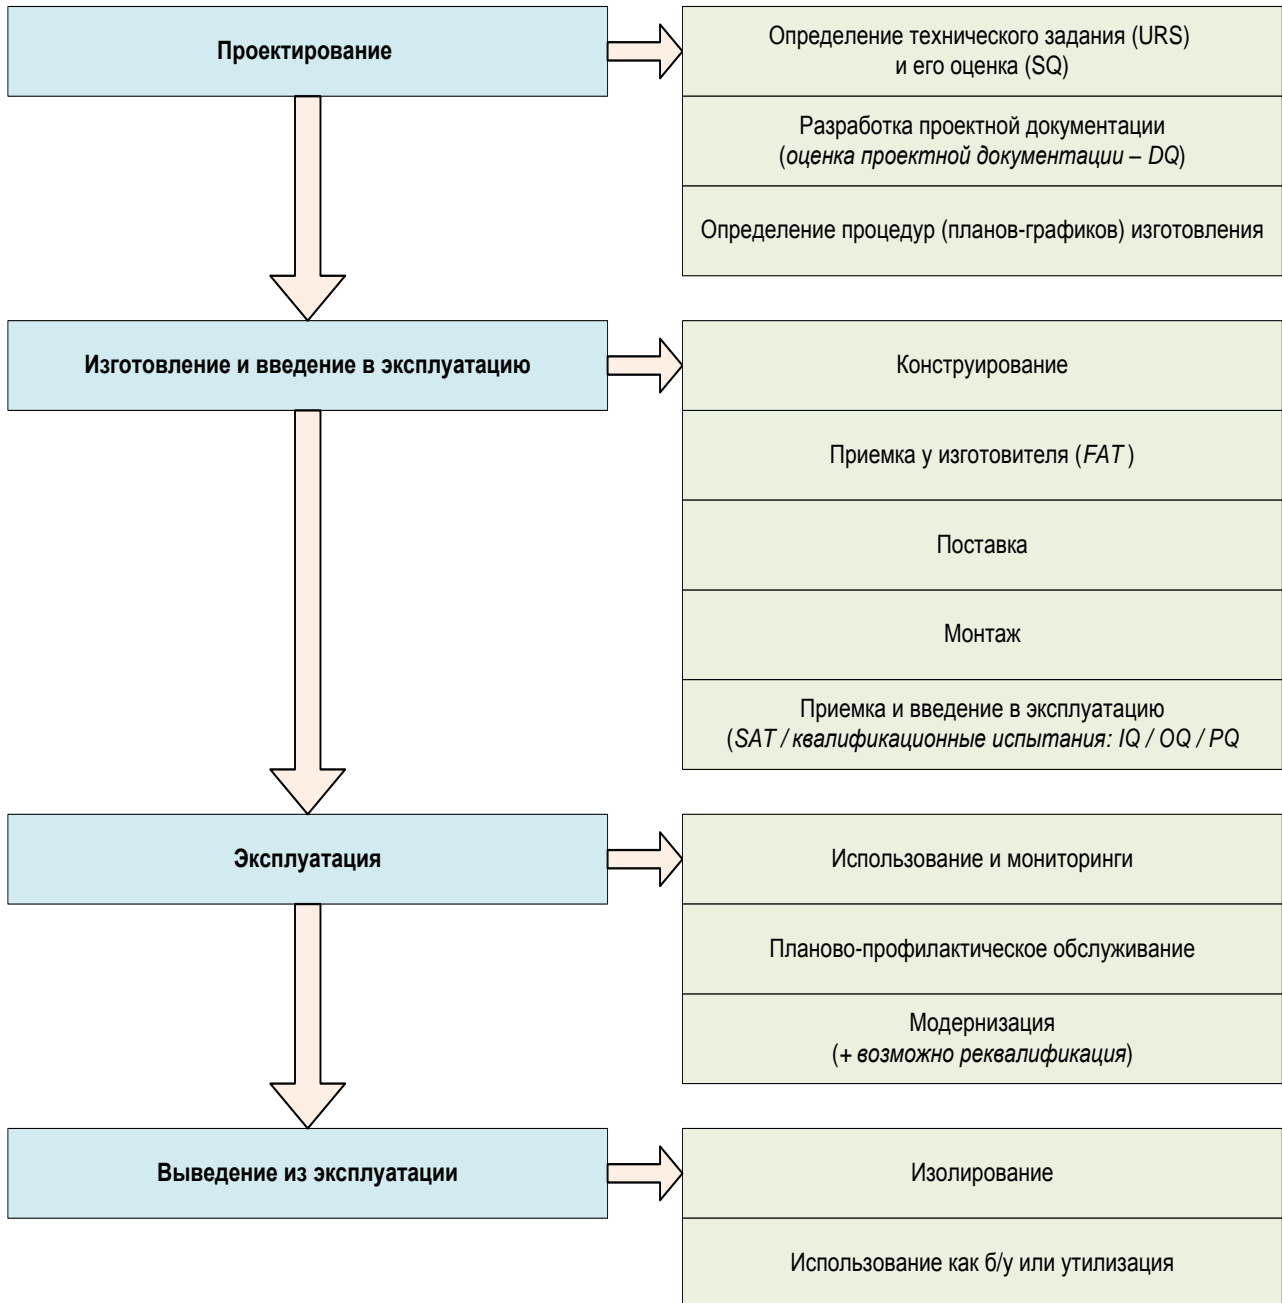 Проектирование
Определение технического задания (URS)
и его оценка (SQ)
Разработка проектной документации
(оценка проектной документации – DQ)
Определение процедур (планов-графиков) изготовления
Изготовление и введение в эксплуатацию
Конструирование
Приемка у изготовителя (FAT )
Поставка
Монтаж
Приемка и введение в эксплуатацию
(SAT / квалификационные испытания: IQ / OQ / PQ
Эксплуатация
Использование и мониторинги
Планово-профилактическое обслуживание
Модернизация
(+ возможно реквалификация)
Выведение из эксплуатации
Изолирование
Использование как б/у или утилизация